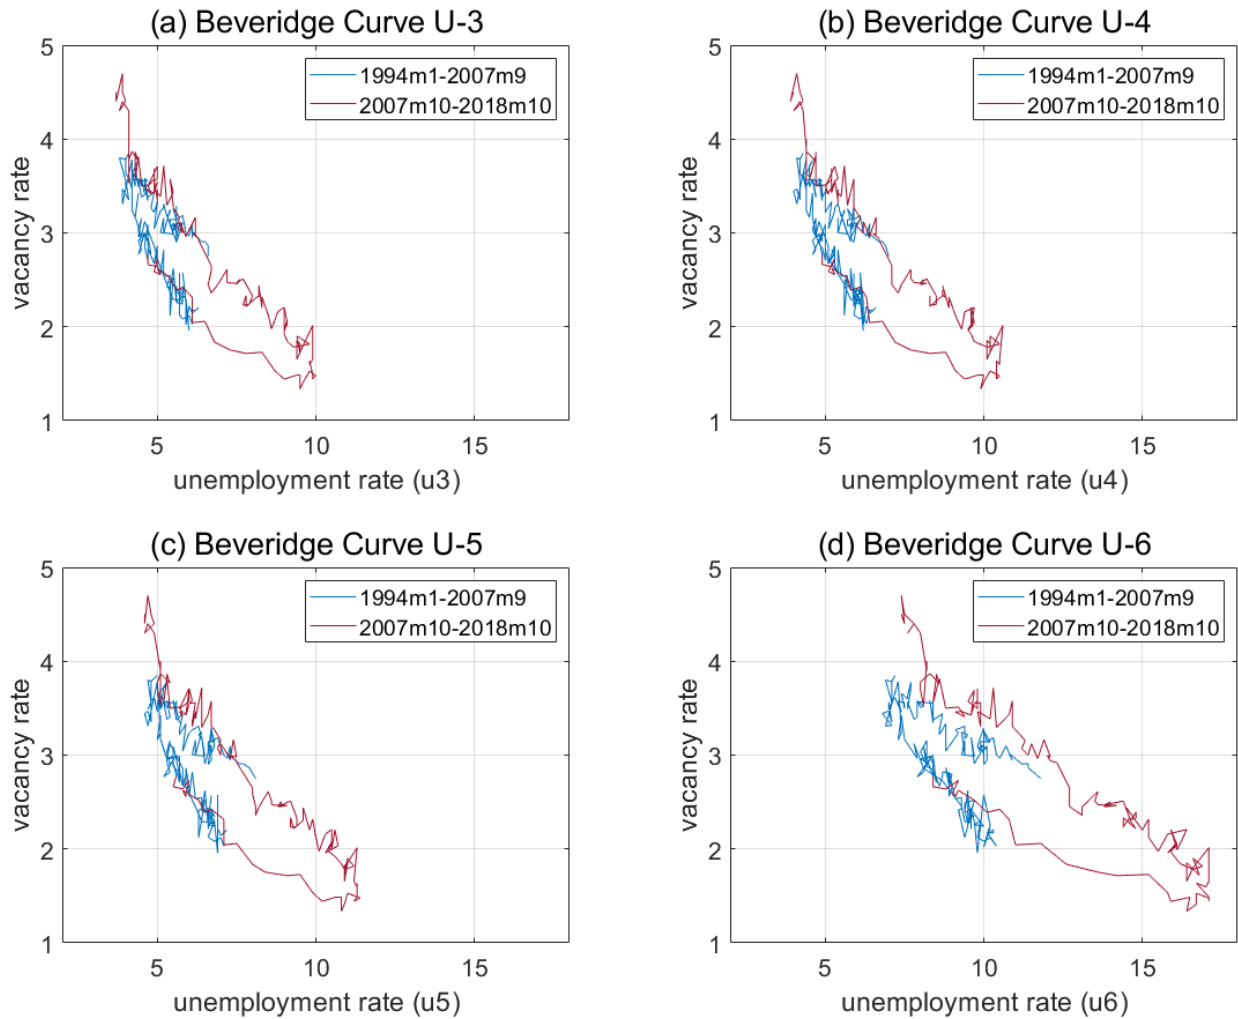 (a) Beveridge Curve U-3
5
4
3
2
1
vacancy rate
1994m1-2007m9
2007m10-2018m10
5 10 15
unemployment rate (u3)
(b) Beveridge Curve U-4
5
4
3
2
1
vacancy rate
1994m1-2007m9
2007m10-2018m10
5 10 15
unemployment rate (u4)
(c) Beveridge Curve U-5
5
4
3
2
1
vacancy rate
1994m1-2007m9
2007m10-2018m10
5 10 15
unemployment rate (u5)
(d) Beveridge Curve U-6
5
4
3
2
1
vacancy rate
1994m1-2007m9
2007m10-2018m10
5 10 15
unemployment rate (u6)